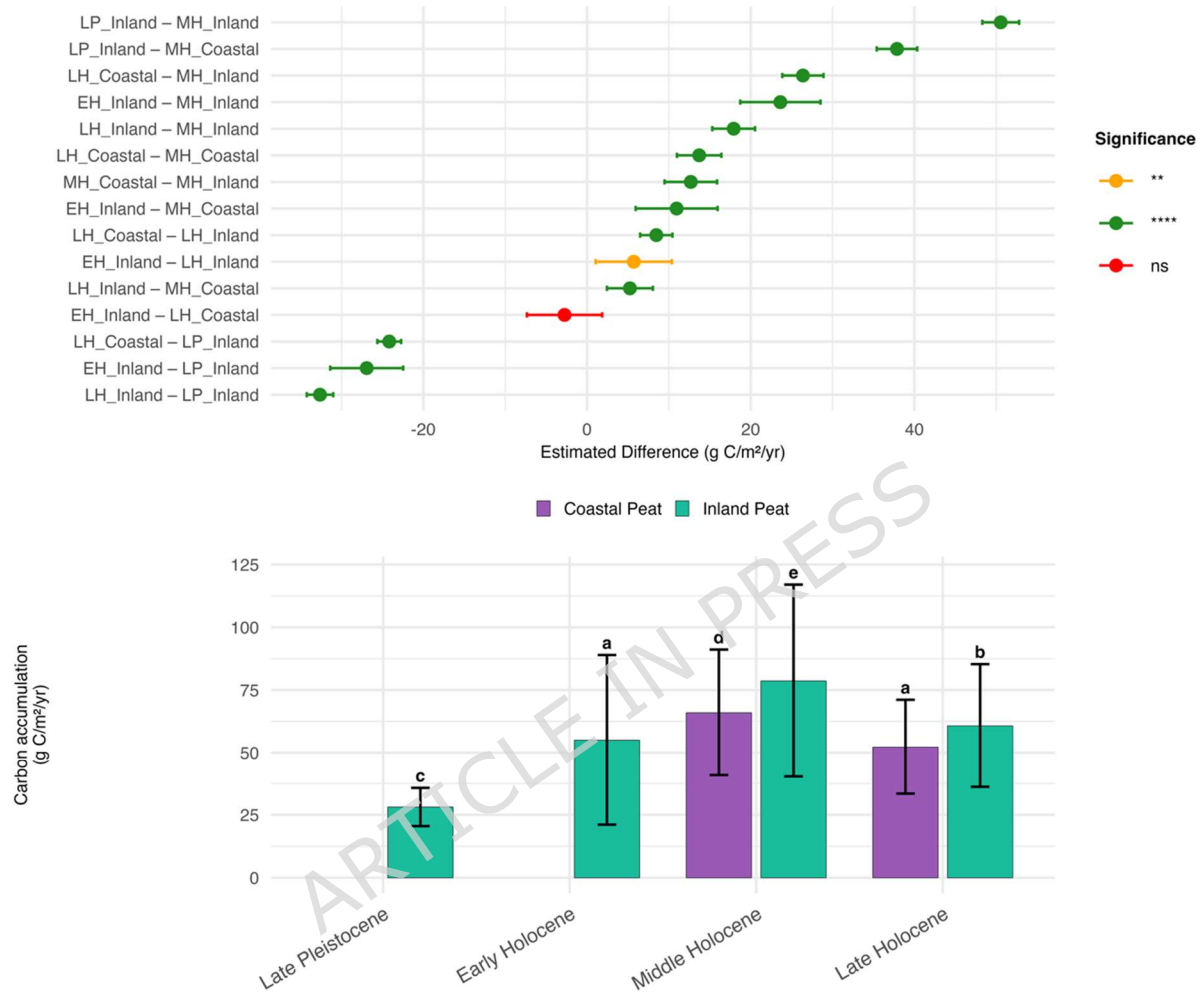 LP_Inland – MH_Inland
LP_Inland – MH_Coastal
LH_Coastal – MH_Inland
EH_Inland – MH_Inland
LH_Inland – MH_Inland
LH_Coastal – MH_Coastal
MH_Coastal – MH_Inland
EH_Inland – MH_Coastal
LH_Coastal – LH_Inland
EH_Inland – LH_Inland
LH_Inland – MH_Coastal
EH_Inland – LH_Coastal
LH_Coastal – LP_Inland
EH_Inland – LP_Inland
LH_Inland – LP_Inland
-20 0 20 40
Estimated Difference (g C/m²/yr)
Significance
**
****
ns
Coastal Peat Inland Peat
Carbon accumulation
(g C/m²/yr)
125
100
75
50
25
0
c
a
d
e
a
b
Late Pleistocene
Early Holocene
Middle Holocene
Late Holocene
ARTICLE IN PRESS